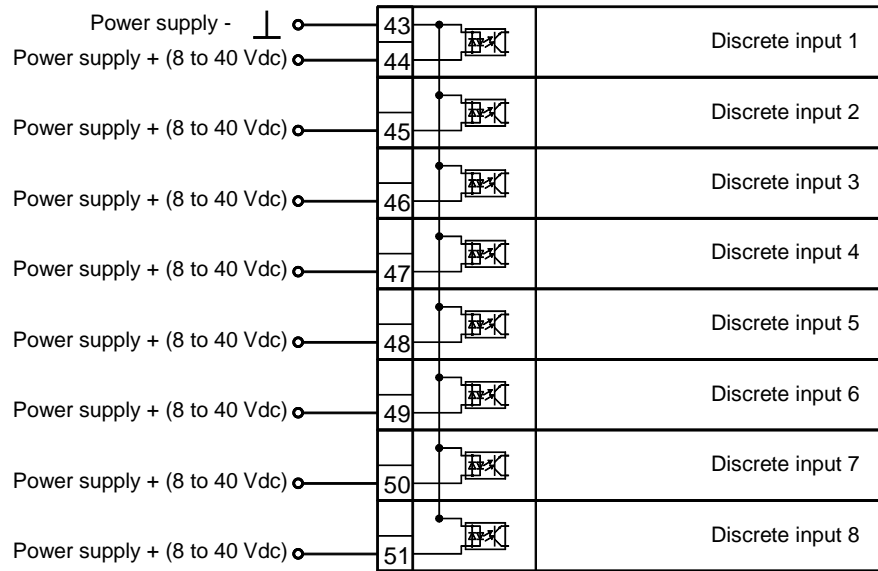 Power supply - 43
Discrete input 1
Power supply + (8 to 40 Vdc) 44
Discrete input 2
Power supply + (8 to 40 Vdc) 45
Discrete input 3
Power supply + (8 to 40 Vdc) 46
Discrete input 4
Power supply + (8 to 40 Vdc) 47
Discrete input 5
Power supply + (8 to 40 Vdc) 48
Discrete input 6
Power supply + (8 to 40 Vdc) 49
Discrete input 7
Power supply + (8 to 40 Vdc) 50
Discrete input 8
Power supply + (8 to 40 Vdc) 51